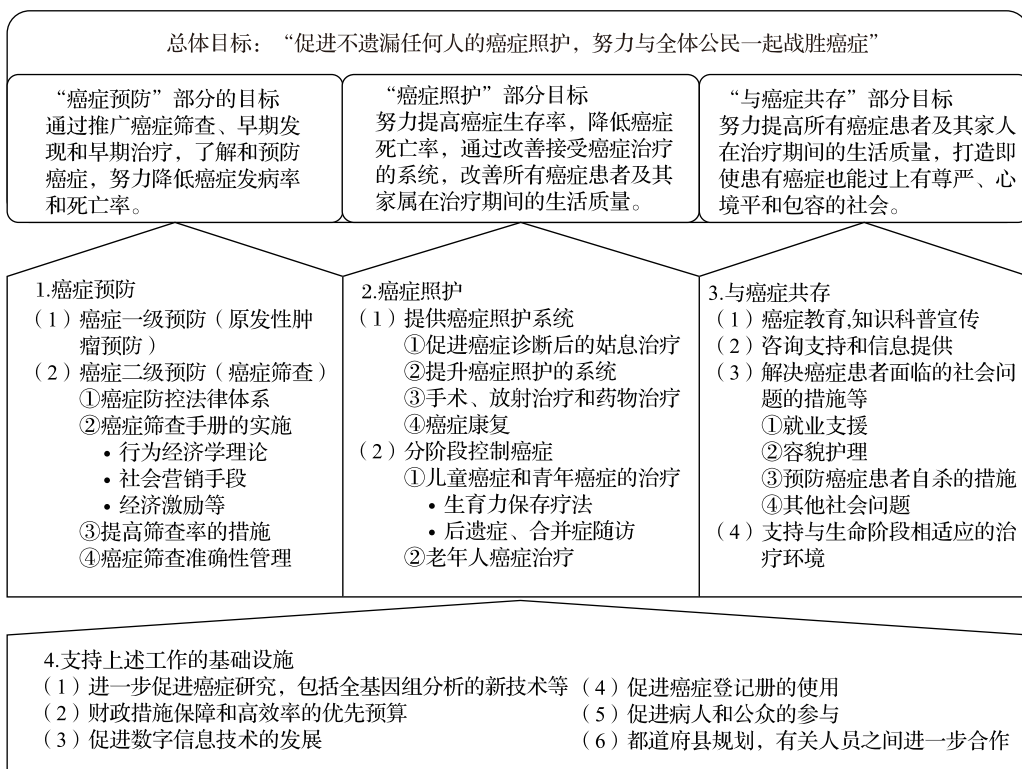 总体目标：“促进不遗漏任何人的癌症照护，努力与全体公民一起战胜癌症”
“癌症预防”部分的目标
通过推广癌症筛查、早期发
现和早期治疗，了解和预防
癌症，努力降低癌症发病率
和死亡率。
“癌症照护”部分目标
努力提高癌症生存率，降低癌症
死亡率，通过改善接受癌症治疗
的系统，改善所有癌症患者及其
家属在治疗期间的生活质量。
“与癌症共存”部分目标
努力提高所有癌症患者及其家人
在治疗期间的生活质量，打造即
使患有癌症也能过上有尊严、心
境平和包容的社会。
1.癌症预防
（1）癌症一级预防（原发性肿
瘤预防）
（2）癌症二级预防（癌症筛查）
①癌症防控法律体系
②癌症筛查手册的实施
• 行为经济学理论
• 社会营销手段
• 经济激励等
③提高筛查率的措施
④癌症筛查准确性管理
2.癌症照护
（1）提供癌症照护系统
①促进癌症诊断后的姑息治疗
②提升癌症照护的系统
③手术、放射治疗和药物治疗
④癌症康复
（2）分阶段控制癌症
①儿童癌症和青年癌症的治疗
• 生育力保存疗法
• 后遗症、合并症随访
②老年人癌症治疗
3.与癌症共存
（1）癌症教育,知识科普宣传
（2）咨询支持和信息提供
（3）解决癌症患者面临的社会问
题的措施等
①就业支援
②容貌护理
③预防癌症患者自杀的措施
④其他社会问题
（4）支持与生命阶段相适应的治
疗环境
4.支持上述工作的基础设施
（1）进一步促进癌症研究，包括全基因组分析的新技术等
（2）财政措施保障和高效率的优先预算
（3）促进数字信息技术的发展
（4）促进癌症登记册的使用
（5）促进病人和公众的参与
（6）都道府县规划，有关人员之间进一步合作